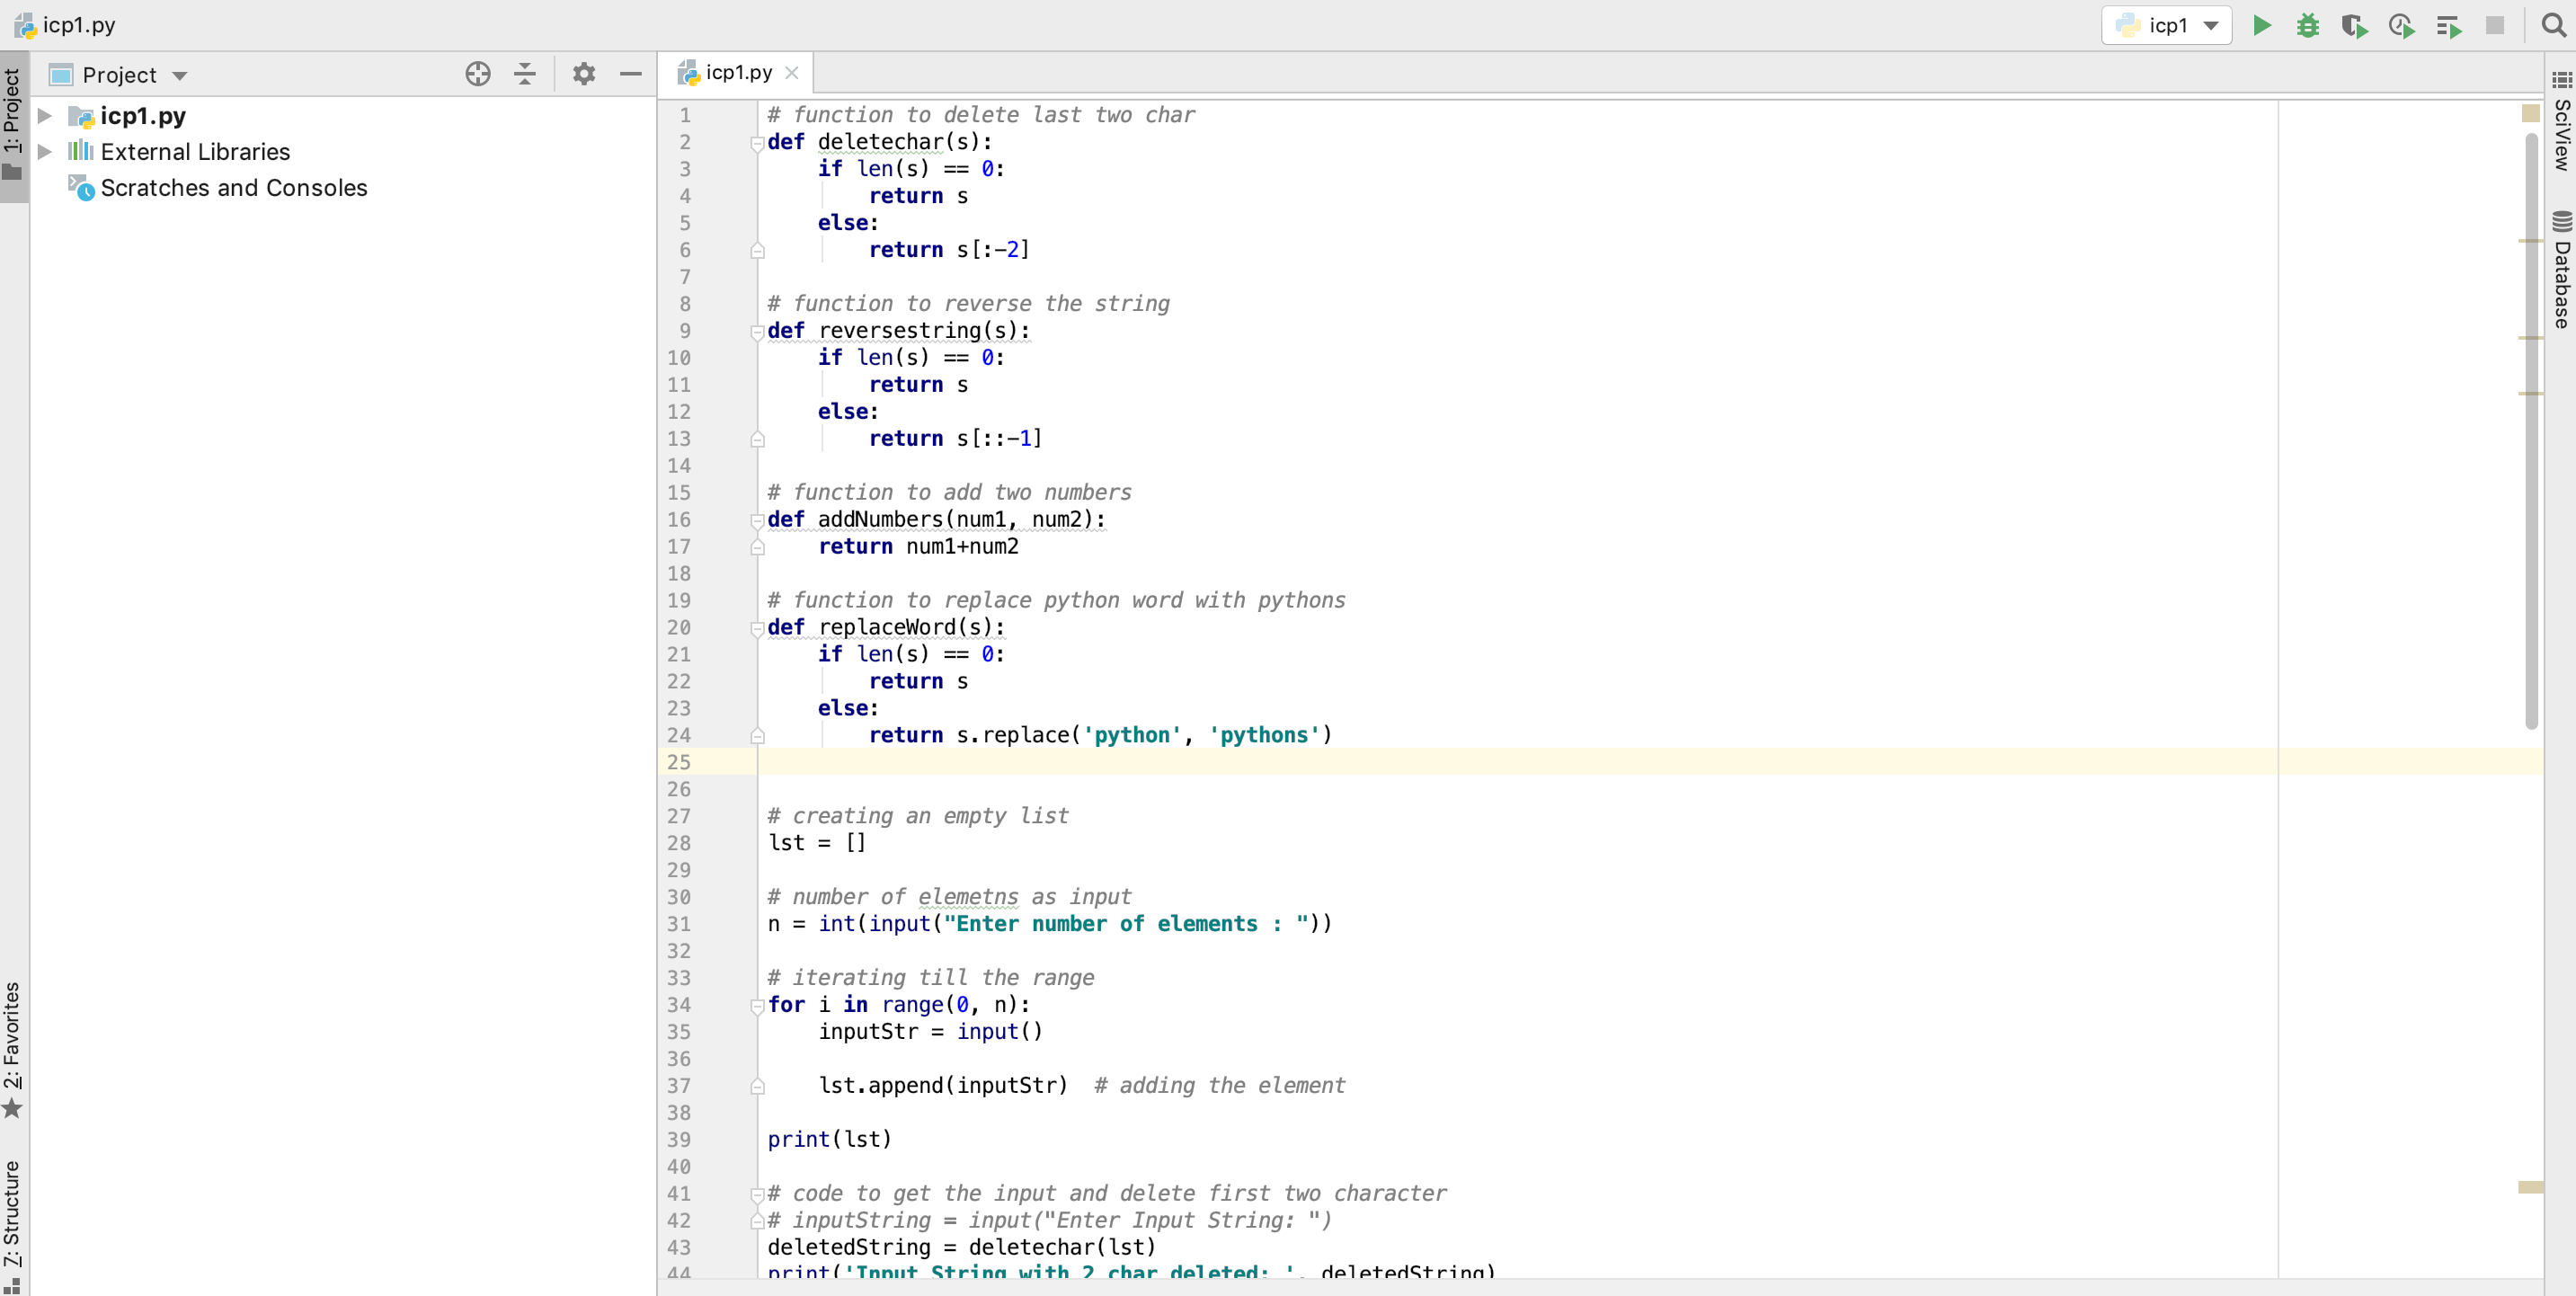 icp1.py
icp1
1: Project
Project
icp1.py
External Libraries
Scratches and Consoles
2: Favorites
7: Structure
icp1.py
1 # function to delete last two char
2 def deletechar(s):
3     if len(s) == 0:
4         return s
5     else:
6         return s[:-2]
7
8 # function to reverse the string
9 def reversestring(s):
10     if len(s) == 0:
11         return s
12     else:
13         return s[::-1]
14
15 # function to add two numbers
16 def addNumbers(num1, num2):
17     return num1+num2
18
19 # function to replace python word with pythons
20 def replaceWord(s):
21     if len(s) == 0:
22         return s
23     else:
24         return s.replace('python', 'pythons')
25
26
27 # creating an empty list
28 lst = []
29
30 # number of elemetns as input
31 n = int(input("Enter number of elements : "))
32
33 # iterating till the range
34 for i in range(0, n):
35     inputStr = input()
36
37     lst.append(inputStr)  # adding the element
38
39 print(lst)
40
41 # code to get the input and delete first two character
42 # inputString = input("Enter Input String: ")
43 deletedString = deletechar(lst)
44 print('Input String with 2 char deleted: ', deletedString)
SciView
Database